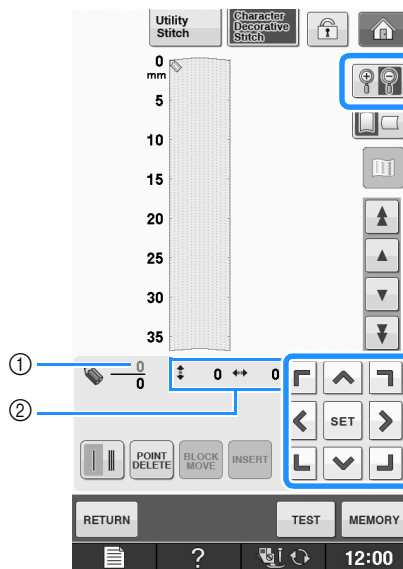 Utility
Stitch
Character
Decorative
Stitch
0
mm
5
10
15
20
25
30
35
①
0
0
0
0
②
SET
POINT
DELETE
BLOCK
MOVE
INSERT
RETURN
TEST
MEMORY
?
12:00